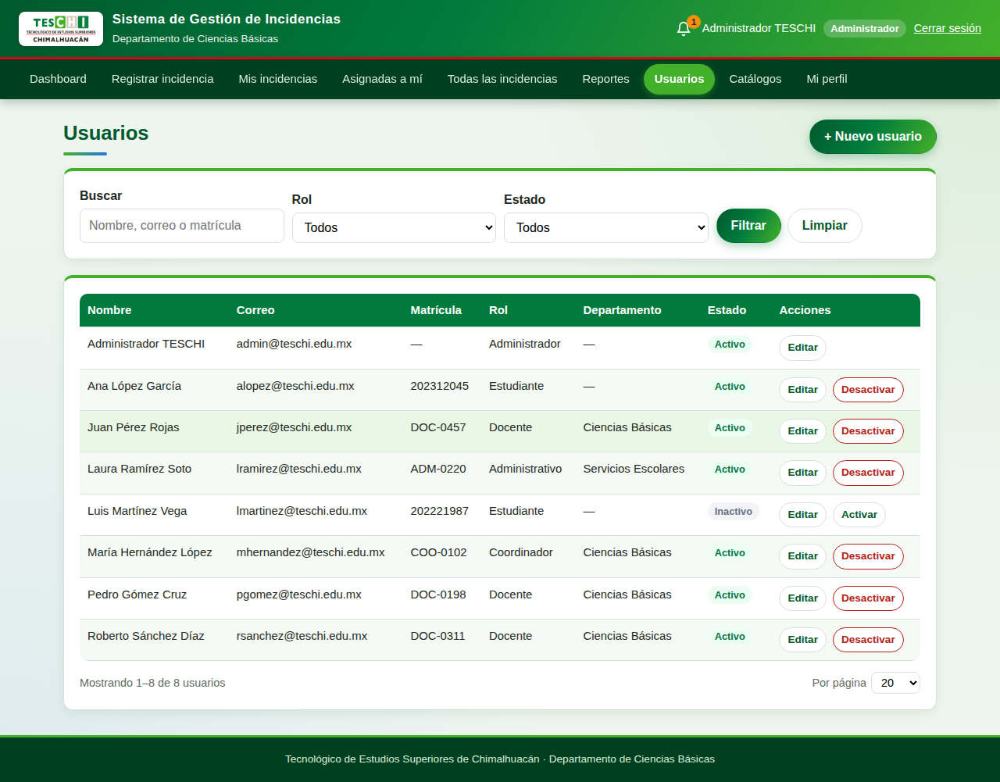 TESCHI
TECNOLÓGICO DE ESTUDIOS SUPERIORES
CHIMALHUACÁN
Sistema de Gestión de Incidencias
Departamento de Ciencias Básicas
1
Administrador TESCHI Administrador Cerrar sesión
Dashboard Registrar incidencia Mis incidencias Asignadas a mí Todas las incidencias Reportes Usuarios Catálogos Mi perfil
Usuarios
+ Nuevo usuario
Buscar Rol Estado
Nombre, correo o matrícula Todos Todos Filtrar Limpiar
Nombre Correo Matrícula Rol Departamento Estado Acciones
Administrador TESCHI admin@teschi.edu.mx — Administrador — Activo Editar
Ana López García alopez@teschi.edu.mx 202312045 Estudiante — Activo Editar Desactivar
Juan Pérez Rojas jperez@teschi.edu.mx DOC-0457 Docente Ciencias Básicas Activo Editar Desactivar
Laura Ramírez Soto lramirez@teschi.edu.mx ADM-0220 Administrativo Servicios Escolares Activo Editar Desactivar
Luis Martínez Vega lmartinez@teschi.edu.mx 202221987 Estudiante — Inactivo Editar Activar
María Hernández López mhernandez@teschi.edu.mx COO-0102 Coordinador Ciencias Básicas Activo Editar Desactivar
Pedro Gómez Cruz pgomez@teschi.edu.mx DOC-0198 Docente Ciencias Básicas Activo Editar Desactivar
Roberto Sánchez Díaz rsanchez@teschi.edu.mx DOC-0311 Docente Ciencias Básicas Activo Editar Desactivar
Mostrando 1–8 de 8 usuarios Por página 20
Tecnológico de Estudios Superiores de Chimalhuacán · Departamento de Ciencias Básicas